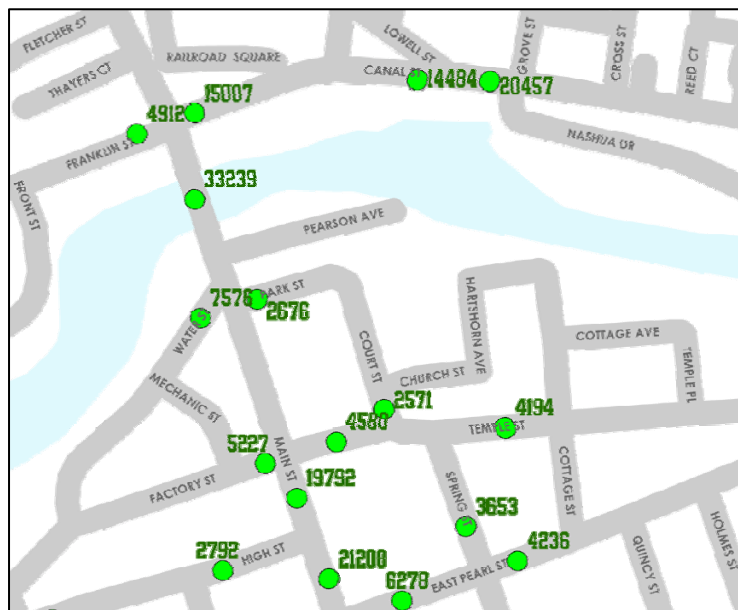 FLETCHER ST
LOWELL ST
GROVE ST
CROSS ST
REED CT
RAILROAD SQUARE
THAYERS CT
CANAL ST
14484
20457
15007
4912
FRANKLIN ST
NASHUA DR
33239
FRONT ST
PEARSON AVE
PARK ST
7576
2676
WATER ST
HARTSHORN AVE
COTTAGE AVE
COURT ST
TEMPLE PL
CHURCH ST
MECHANIC ST
2571
4194
4580
TEMPLE ST
5227
MAIN ST
COTTAGE ST
19792
SPRING ST
FACTORY ST
3653
HOLMES ST
4236
QUINCY ST
HIGH ST
2792
21208
EAST PEARL ST
6278